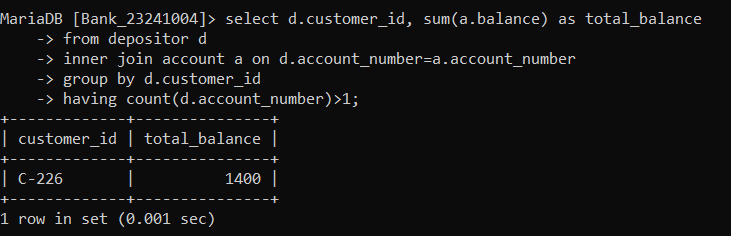 MariaDB [Bank_23241004]> select d.customer_id, sum(a.balance) as total_balance
    -> from depositor d
    -> inner join account a on d.account_number=a.account_number
    -> group by d.customer_id
    -> having count(d.account_number)>1;
+-------------+---------------+
| customer_id | total_balance |
+-------------+---------------+
| C-226       |          1400 |
+-------------+---------------+
1 row in set (0.001 sec)